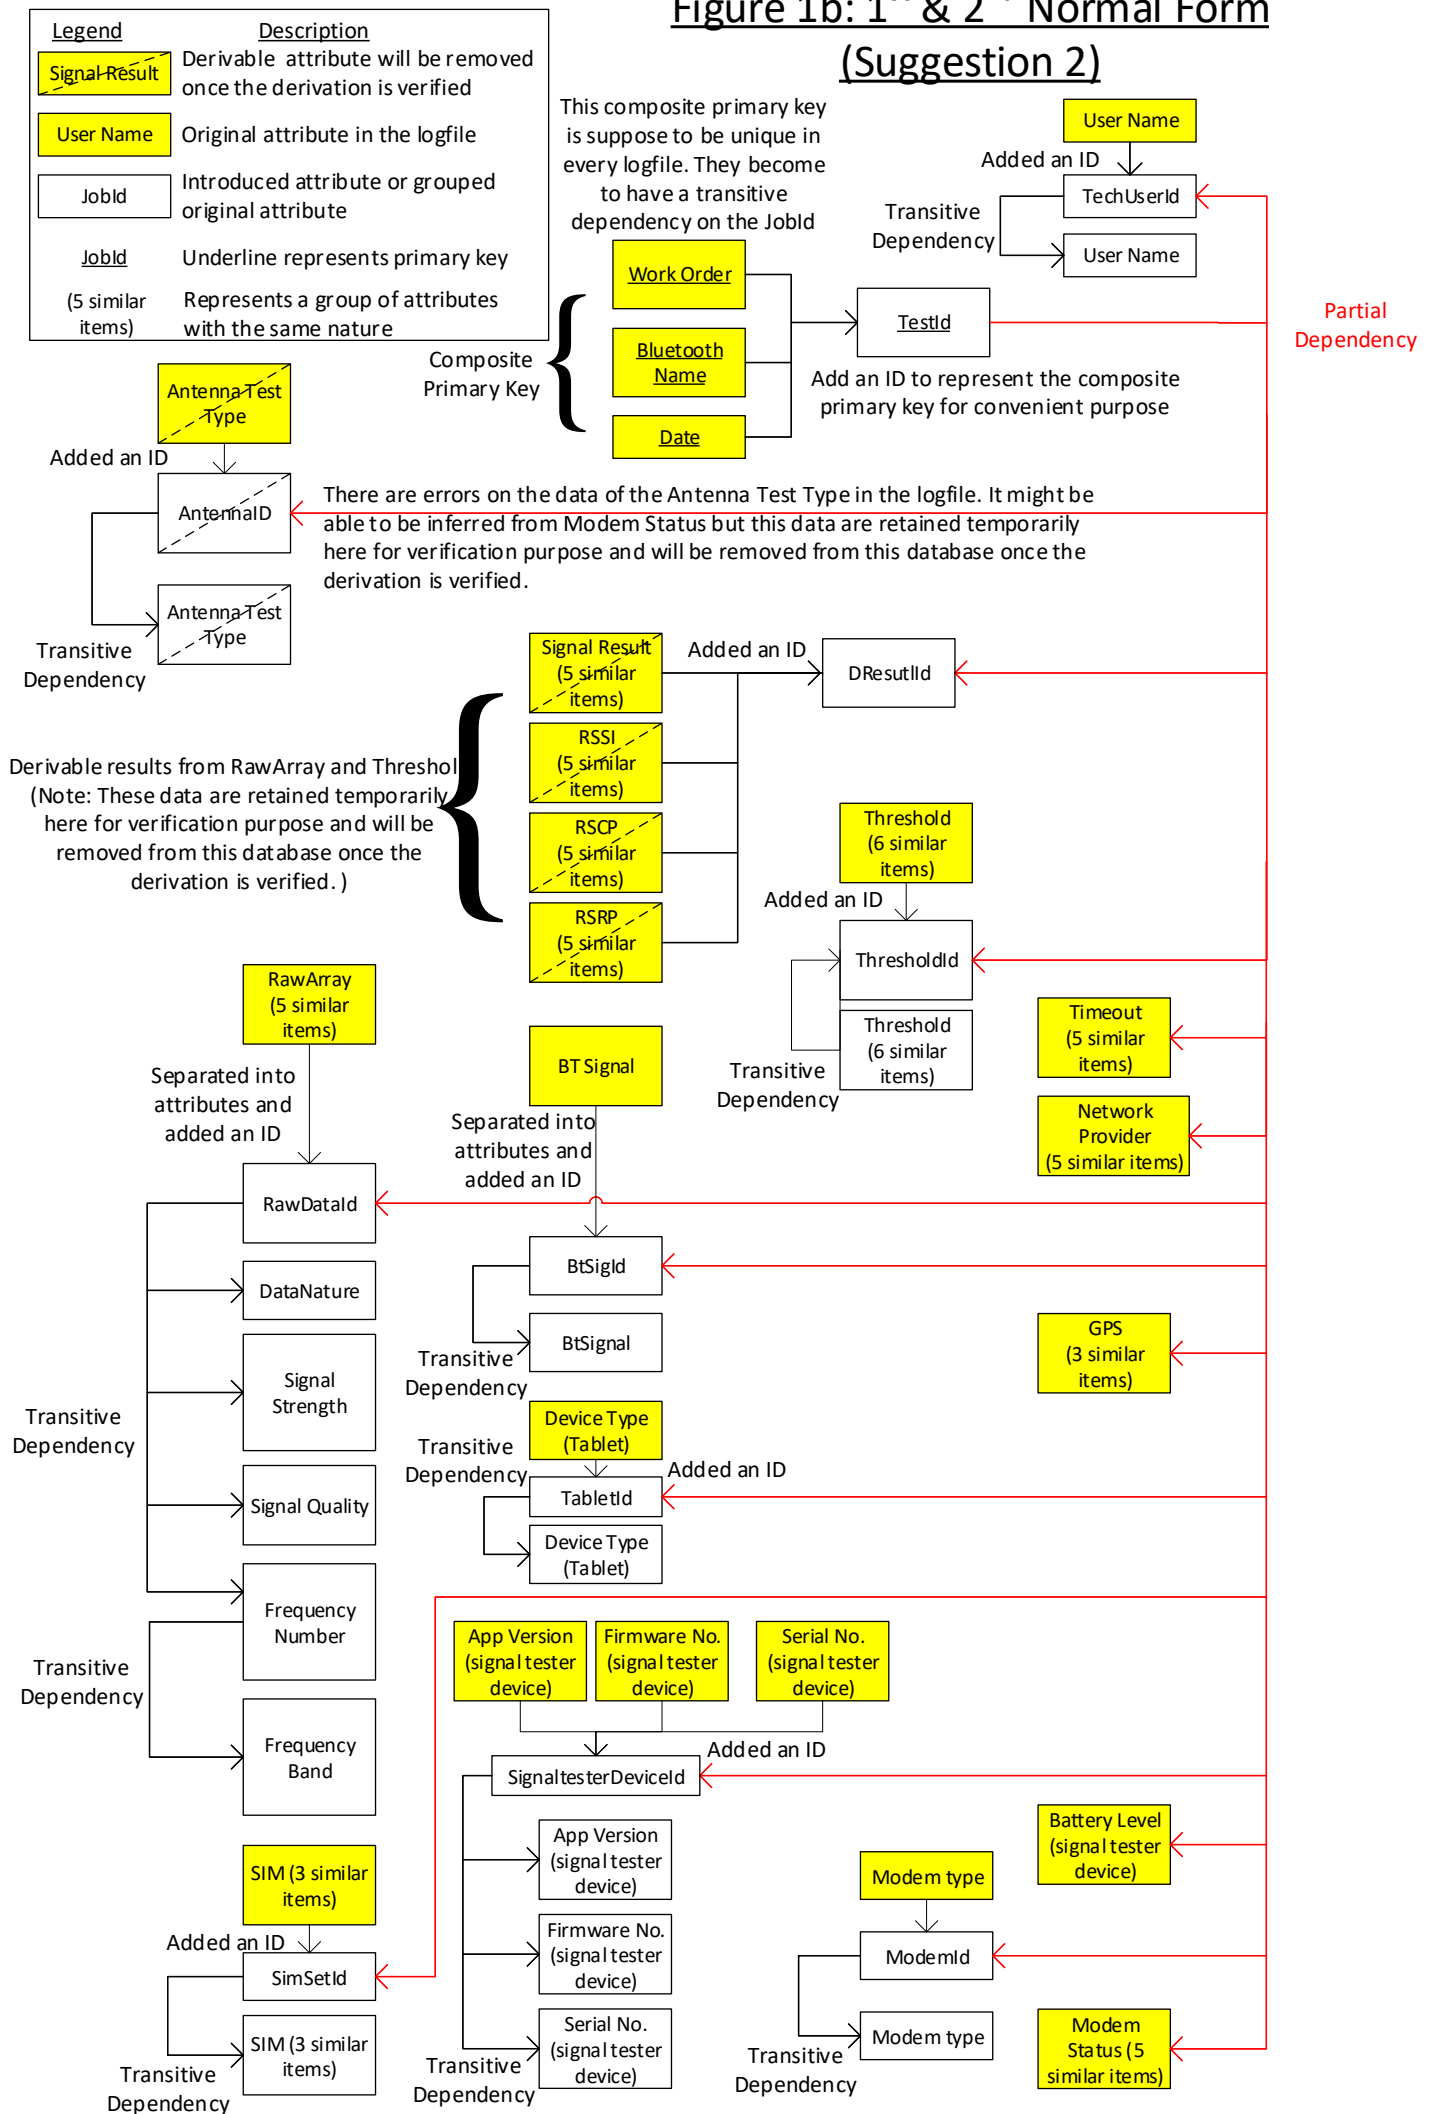 Figure 1b: 1st & 2nd Normal Form
(Suggestion 2)
Legend
Description
Signal Result
Derivable attribute will be removed
once the derivation is verified
User Name
Original attribute in the logfile
JobId
Introduced attribute or grouped
original attribute
JobId
Underline represents primary key
(5 similar
items)
Represents a group of attributes
with the same nature
This composite primary key
is suppose to be unique in
every logfile. They become
to have a transitive
dependency on the JobId
User Name
Added an ID
TechUserId
Transitive
Dependency
User Name
Work Order
Bluetooth
Name
Date
Composite
Primary Key
TestId
Add an ID to represent the composite
primary key for convenient purpose
Partial
Dependency
Antenna Test
Type
Added an ID
AntennaID
Antenna Test
Type
Transitive
Dependency
There are errors on the data of the Antenna Test Type in the logfile. It might be
able to be inferred from Modem Status but this data are retained temporarily
here for verification purpose and will be removed from this database once the
derivation is verified.
Signal Result
(5 similar
items)
Added an ID
DResutlId
RSSI
(5 similar
items)
RSCP
(5 similar
items)
RSRP
(5 similar
items)
Derivable results from RawArray and Threshol
(Note: These data are retained temporarily
here for verification purpose and will be
removed from this database once the
derivation is verified. )
Threshold
(6 similar
items)
Added an ID
ThresholdId
Threshold
(6 similar
items)
Transitive
Dependency
Timeout
(5 similar
items)
Network
Provider
(5 similar items)
RawArray
(5 similar
items)
Separated into
attributes and
added an ID
RawDataId
DataNature
Signal
Strength
Signal Quality
Frequency
Number
Frequency
Band
Transitive
Dependency
Transitive
Dependency
BT Signal
Separated into
attributes and
added an ID
BtSigId
BtSignal
Transitive
Dependency
GPS
(3 similar
items)
Device Type
(Tablet)
Transitive
Dependency
Added an ID
TabletId
Device Type
(Tablet)
App Version
(signal tester
device)
Firmware No.
(signal tester
device)
Serial No.
(signal tester
device)
Added an ID
SignaltesterDeviceId
App Version
(signal tester
device)
Firmware No.
(signal tester
device)
Serial No.
(signal tester
device)
Transitive
Dependency
SIM (3 similar
items)
Added an ID
SimSetId
SIM (3 similar
items)
Transitive
Dependency
Battery Level
(signal tester
device)
Modem type
ModemId
Modem type
Transitive
Dependency
Modem
Status (5
similar items)